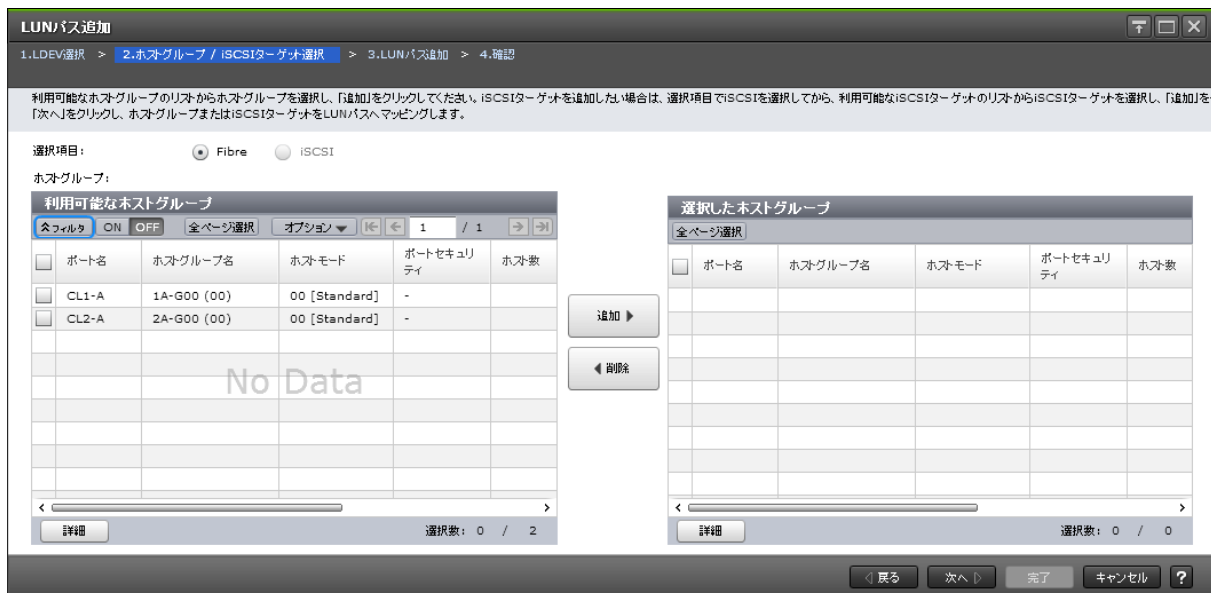 LUNパス追加
1.LDEV選択 > 2.ホストグループ / iSCSIターゲット選択 > 3.LUNパス追加 > 4.確認
利用可能なホストグループのリストからホストグループを選択し、「追加」をクリックしてください。iSCSIターゲットを追加したい場合は、選択項目でiSCSIを選択してから、利用可能なiSCSIターゲットのリストからiSCSIターゲットを選択し、「追加」を
「次へ」をクリックし、ホストグループまたはiSCSIターゲットをLUNパスへマッピングします。
選択項目: Fibre iSCSI
ホストグループ:
利用可能なホストグループ
フィルタ ON OFF 全ページ選択 オプション 1 / 1
ポート名 ホストグループ名 ホストモード ポートセキュリティ ホスト数
CL1-A 1A-G00 (00) 00 [Standard] -
CL2-A 2A-G00 (00) 00 [Standard] -
No Data
詳細 選択数: 0 / 2
追加
削除
選択したホストグループ
全ページ選択
ポート名 ホストグループ名 ホストモード ポートセキュリティ ホスト数
詳細 選択数: 0 / 0
戻る 次へ 完了 キャンセル ?